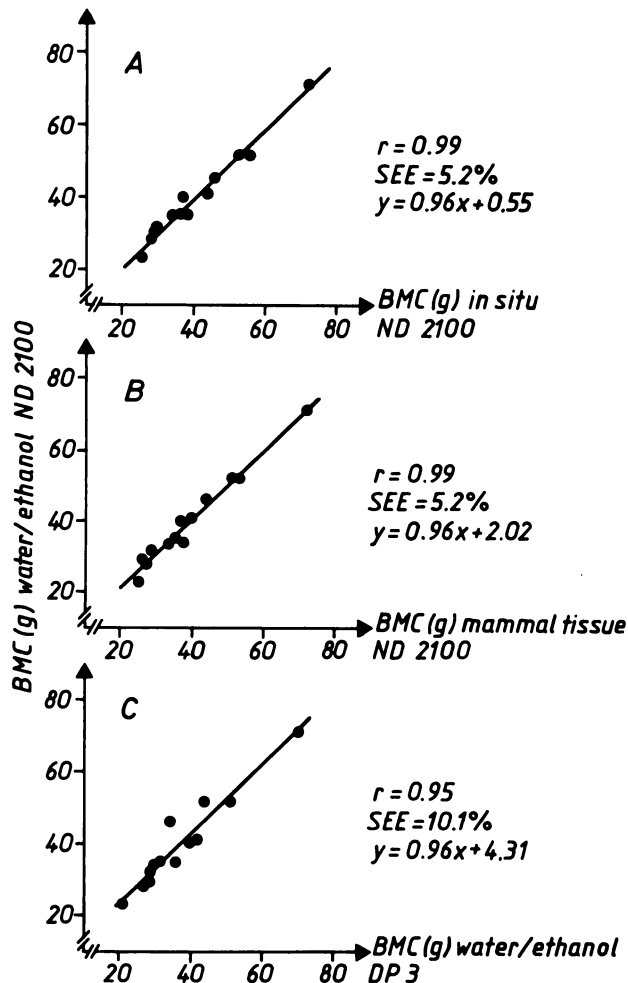 BMC(g) water/ethanol ND 2100
A
80
60
40
20
r = 0.99
SEE = 5.2%
y = 0.96x + 0.55
20 40 60 80
BMC(g) in situ
ND 2100
B
80
60
40
20
r = 0.99
SEE = 5.2%
y = 0.96x + 2.02
20 40 60 80
BMC(g) mammal tissue
ND 2100
C
80
60
40
20
r = 0.95
SEE = 10.1%
y = 0.96x + 4.31
20 40 60 80
BMC(g) water/ethanol
DP 3